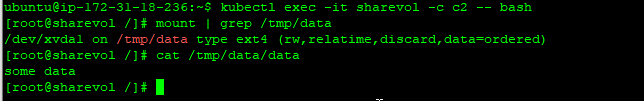 ubuntu@ip-172-31-18-236:~$ kubectl exec -it sharevol -c c2 -- bash
[root@sharevol /]# mount | grep /tmp/data
/dev/xvda1 on /tmp/data type ext4 (rw,relatime,discard,data=ordered)
[root@sharevol /]# cat /tmp/data/data
some data
[root@sharevol /]#